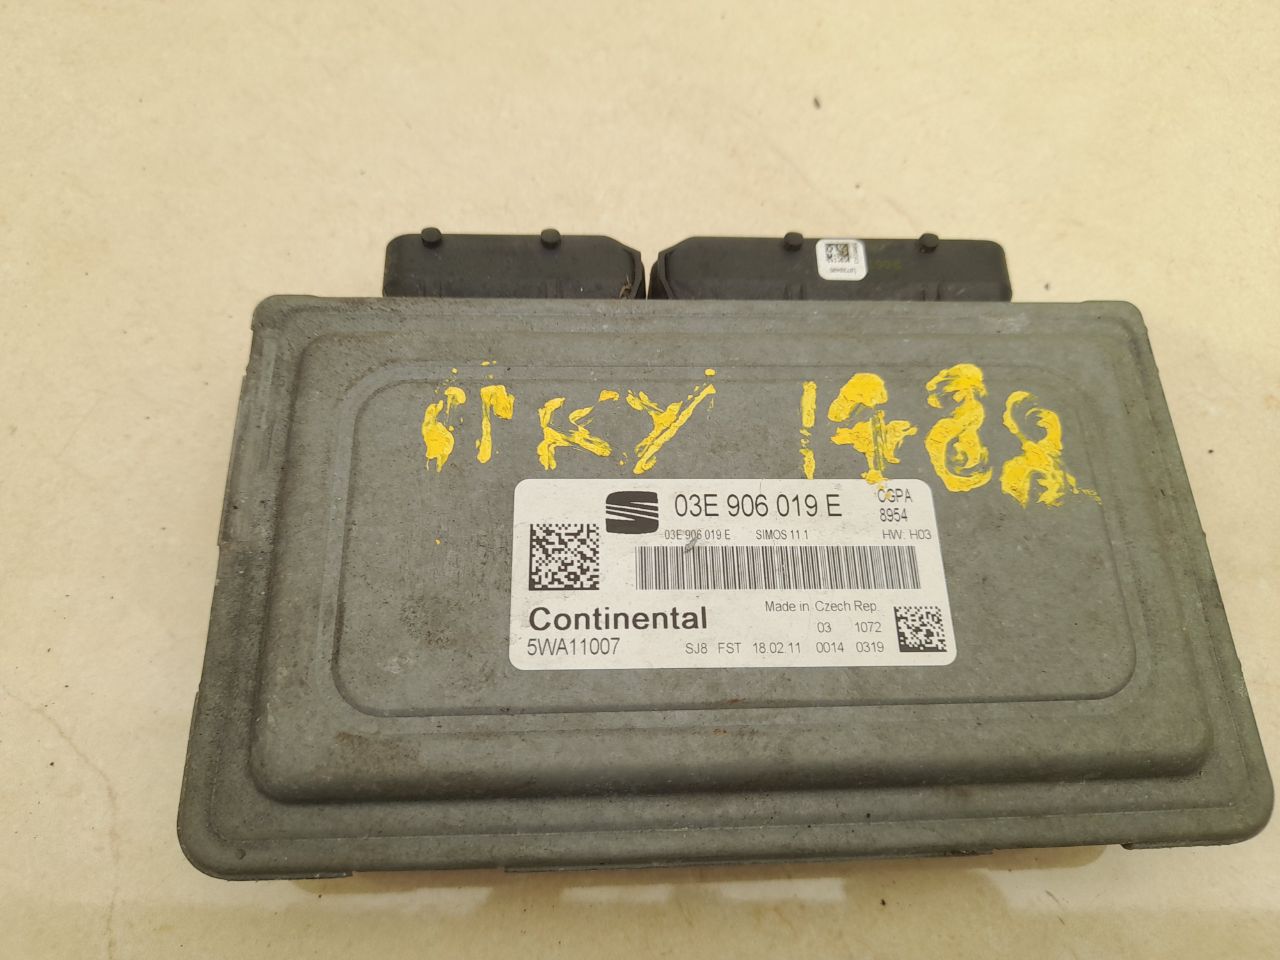 03E 906 019 E
CGPA
8954
03E 906 019 E SIMOS 11.1 HW: H03
Continental
Made in Czech Rep.
03 1072
5WA11007
SJ8 FST 18.02.11 0014 0319